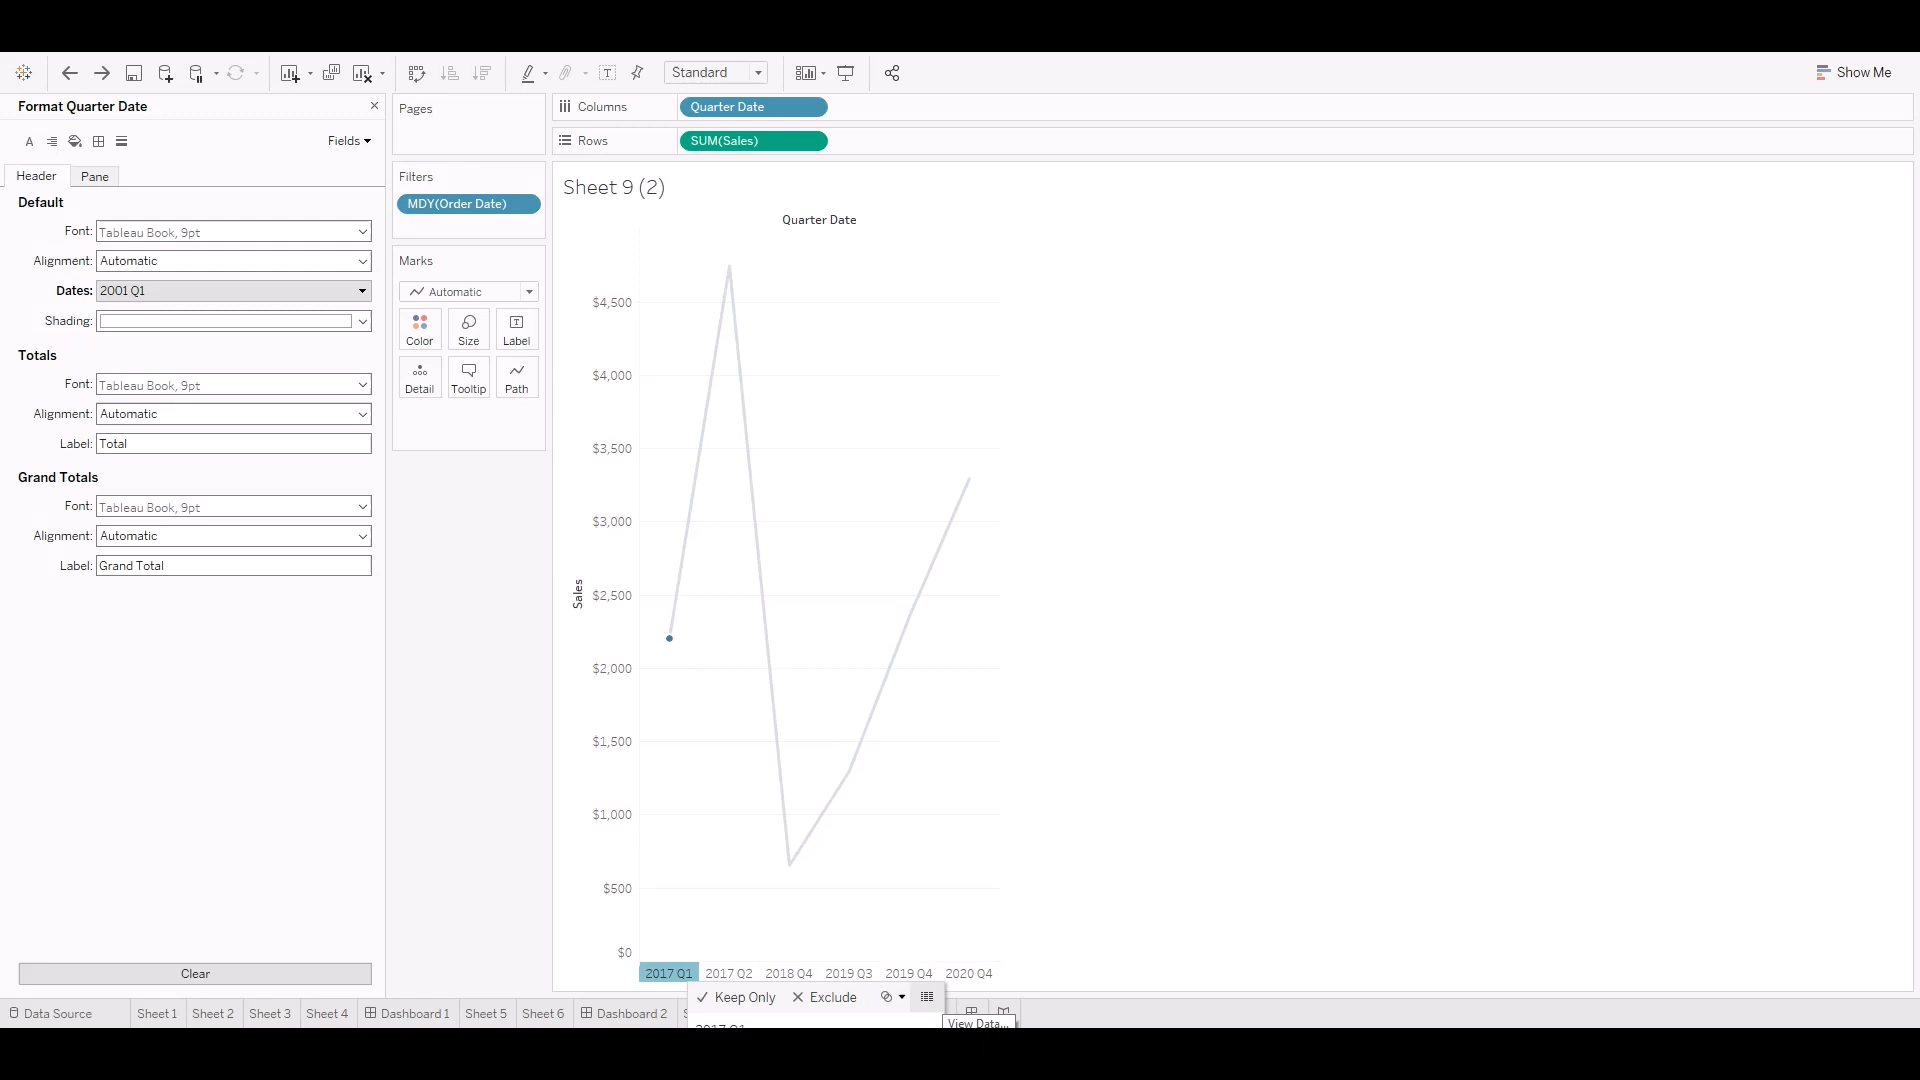 Standard
Show Me
Format Quarter Date
Fields
Header
Pane
Default
Font: Tableau Book, 9pt
Alignment: Automatic
Dates: 2001 Q1
Shading:
Totals
Font: Tableau Book, 9pt
Alignment: Automatic
Label: Total
Grand Totals
Font: Tableau Book, 9pt
Alignment: Automatic
Label: Grand Total
Clear
Pages
Filters
MDY(Order Date)
Marks
Automatic
Color
Size
Label
Detail
Tooltip
Path
Columns
Quarter Date
Rows
SUM(Sales)
Sheet 9 (2)
Quarter Date
Sales
$4,500
$4,000
$3,500
$3,000
$2,500
$2,000
$1,500
$1,000
$500
$0
2017 Q1 2017 Q2 2018 Q4 2019 Q3 2019 Q4 2020 Q4
Keep Only
Exclude
2017 Q1
View Data...
Data Source
Sheet 1
Sheet 2
Sheet 3
Sheet 4
Dashboard 1
Sheet 5
Sheet 6
Dashboard 2